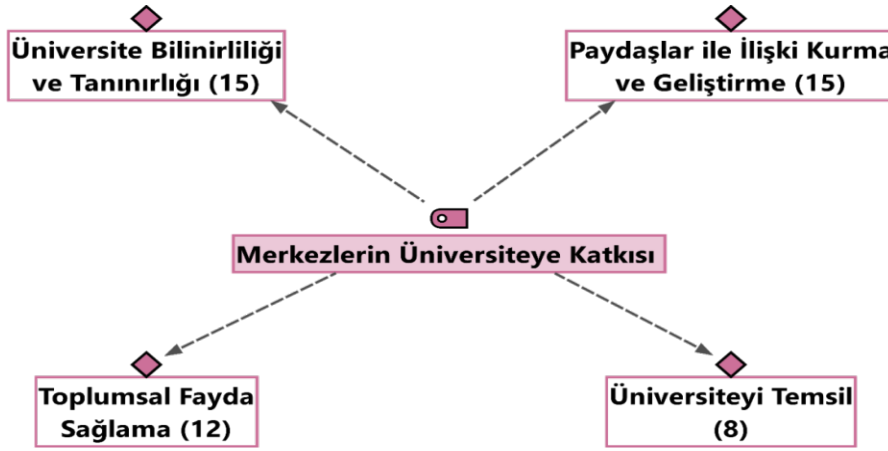 Üniversite Bilinirliliği
ve Tanınırlığı (15)
Paydaşlar ile İlişki Kurma
ve Geliştirme (15)
Merkezlerin Üniversiteye Katkısı
Toplumsal Fayda
Sağlama (12)
Üniversiteyi Temsil
(8)